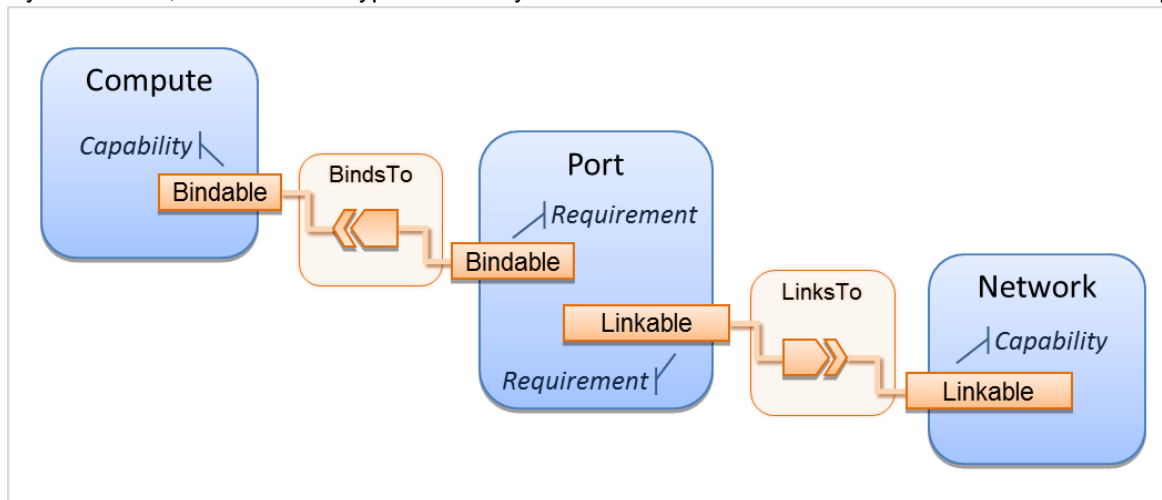 Compute
Capability
Bindable
BindsTo
Port
Requirement
Bindable
Linkable
Requirement
LinksTo
Network
Capability
Linkable